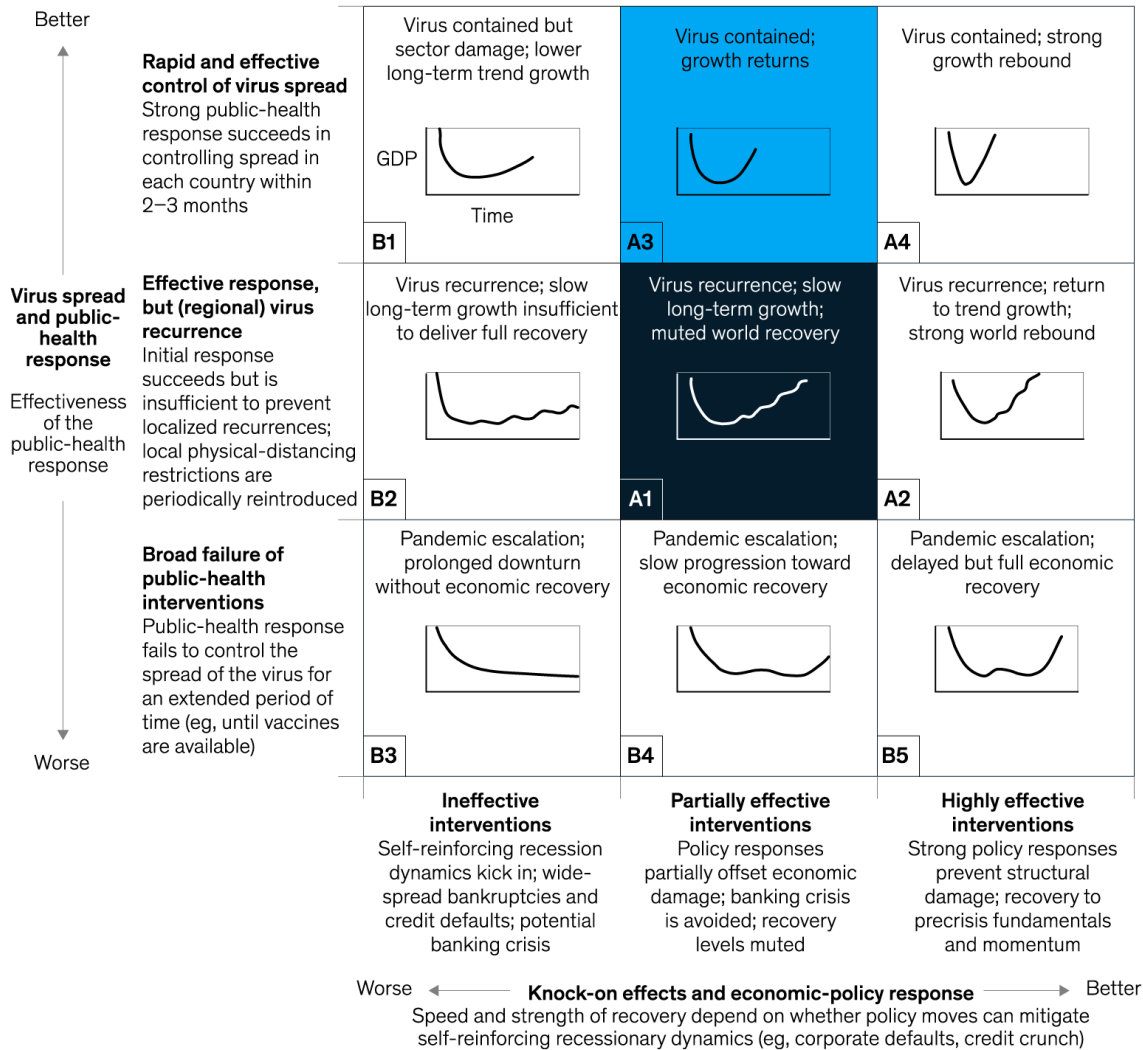 Better
Rapid and effective
control of virus spread
Strong public-health
response succeeds in
controlling spread in
each country within
2–3 months
Virus contained but
sector damage; lower
long-term trend growth
GDP
Time
B1
Virus contained;
growth returns
A3
Virus contained; strong
growth rebound
A4
Virus spread
and public-
health
response
Effectiveness
of the
public-health
response
Effective response,
but (regional) virus
recurrence
Initial response
succeeds but is
insufficient to prevent
localized recurrences;
local physical-distancing
restrictions are
periodically reintroduced
Virus recurrence; slow
long-term growth insufficient
to deliver full recovery
B2
Virus recurrence; slow
long-term growth;
muted world recovery
A1
Virus recurrence; return
to trend growth;
strong world rebound
A2
Broad failure of
public-health
interventions
Public-health response
fails to control the
spread of the virus for
an extended period of
time (eg, until vaccines
are available)
Worse
Pandemic escalation;
prolonged downturn
without economic recovery
B3
Pandemic escalation;
slow progression toward
economic recovery
B4
Pandemic escalation;
delayed but full economic
recovery
B5
Ineffective
interventions
Self-reinforcing recession
dynamics kick in; wide-
spread bankruptcies and
credit defaults; potential
banking crisis
Partially effective
interventions
Policy responses
partially offset economic
damage; banking crisis
is avoided; recovery
levels muted
Highly effective
interventions
Strong policy responses
prevent structural
damage; recovery to
precrisis fundamentals
and momentum
Worse
Knock-on effects and economic-policy response
Better
Speed and strength of recovery depend on whether policy moves can mitigate
self-reinforcing recessionary dynamics (eg, corporate defaults, credit crunch)